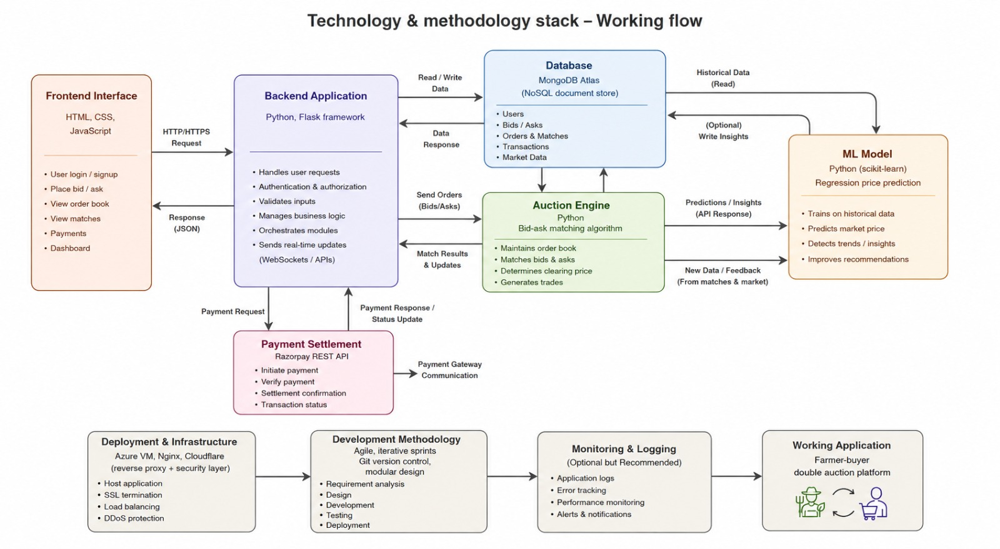 Technology & methodology stack – Working flow
Frontend Interface
HTML, CSS,
JavaScript
• User login / signup
• Place bid / ask
• View order book
• View matches
• Payments
• Dashboard
HTTP/HTTPS
Request
Response
(JSON)
Backend Application
Python, Flask framework
• Handles user requests
• Authentication & authorization
• Validates inputs
• Manages business logic
• Orchestrates modules
• Sends real-time updates
(WebSockets / APIs)
Read / Write
Data
Data
Response
Send Orders
(Bids/Asks)
Match Results
& Updates
Database
MongoDB Atlas
(NoSQL document store)
• Users
• Bids / Asks
• Orders & Matches
• Transactions
• Market Data
Auction Engine
Python
Bid-ask matching algorithm
• Maintains order book
• Matches bids & asks
• Determines clearing price
• Generates trades
Historical Data
(Read)
(Optional)
Write Insights
Predictions / Insights
(API Response)
New Data / Feedback
(From matches & market)
ML Model
Python (scikit-learn)
Regression price prediction
• Trains on historical data
• Predicts market price
• Detects trends / insights
• Improves recommendations
Payment Request
Payment Response /
Status Update
Payment Settlement
Razorpay REST API
• Initiate payment
• Verify payment
• Settlement confirmation
• Transaction status
Payment Gateway
Communication
Deployment & Infrastructure
Azure VM, Nginx, Cloudflare
(reverse proxy + security layer)
• Host application
• SSL termination
• Load balancing
• DDoS protection
Development Methodology
Agile, iterative sprints
Git version control,
modular design
• Requirement analysis
• Design
• Development
• Testing
• Deployment
Monitoring & Logging
(Optional but Recommended)
• Application logs
• Error tracking
• Performance monitoring
• Alerts & notifications
Working Application
Farmer-buyer
double auction platform